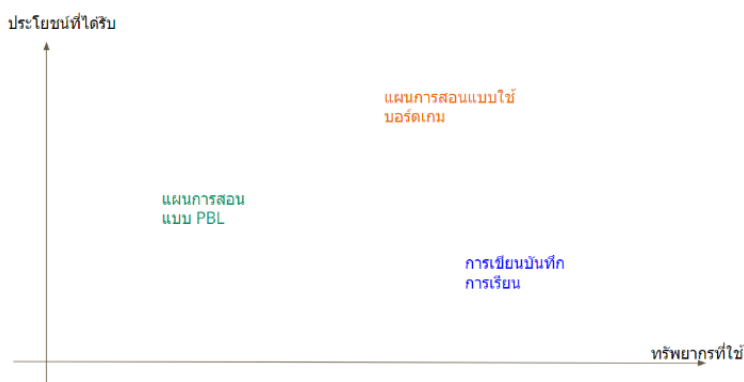 ประโยชน์ที่ได้รับ
แผนการสอนแบบใช้
บอร์ดเกม
แผนการสอน
แบบ PBL
การเขียนบันทึก
การเรียน
ทรัพยากรที่ใช้